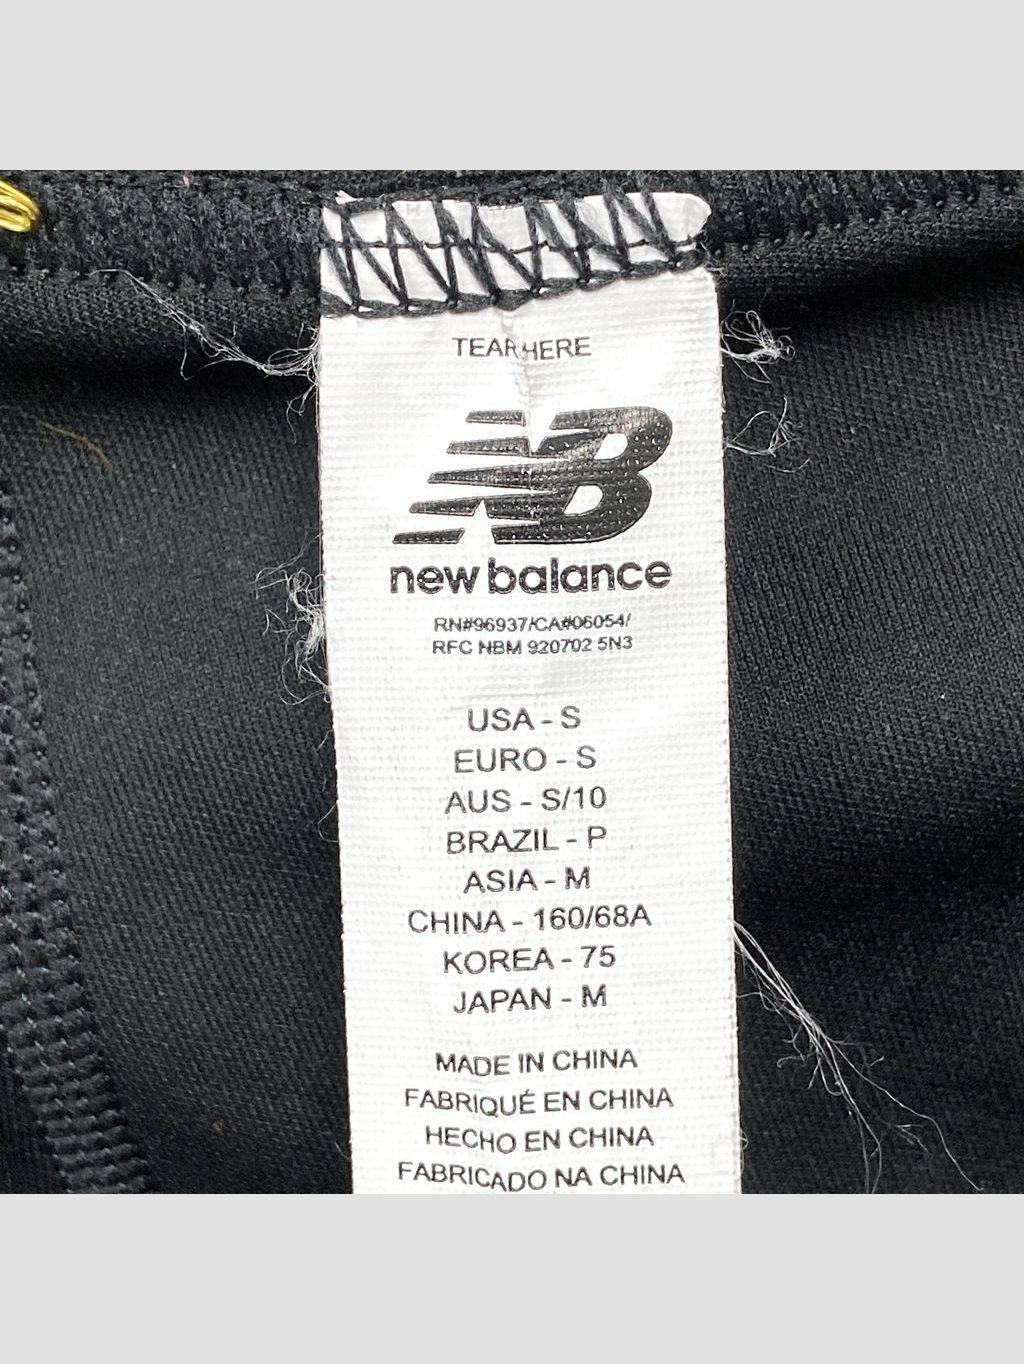 TEAR HERE
NB
new balance
RN#96937/CA#06054/
RFC NBM 920702 5N3
USA - S
EURO - S
AUS - S/10
BRAZIL - P
ASIA - M
CHINA - 160/68A
KOREA - 75
JAPAN - M
MADE IN CHINA
FABRIQUÉ EN CHINA
HECHO EN CHINA
FABRICADO NA CHINA